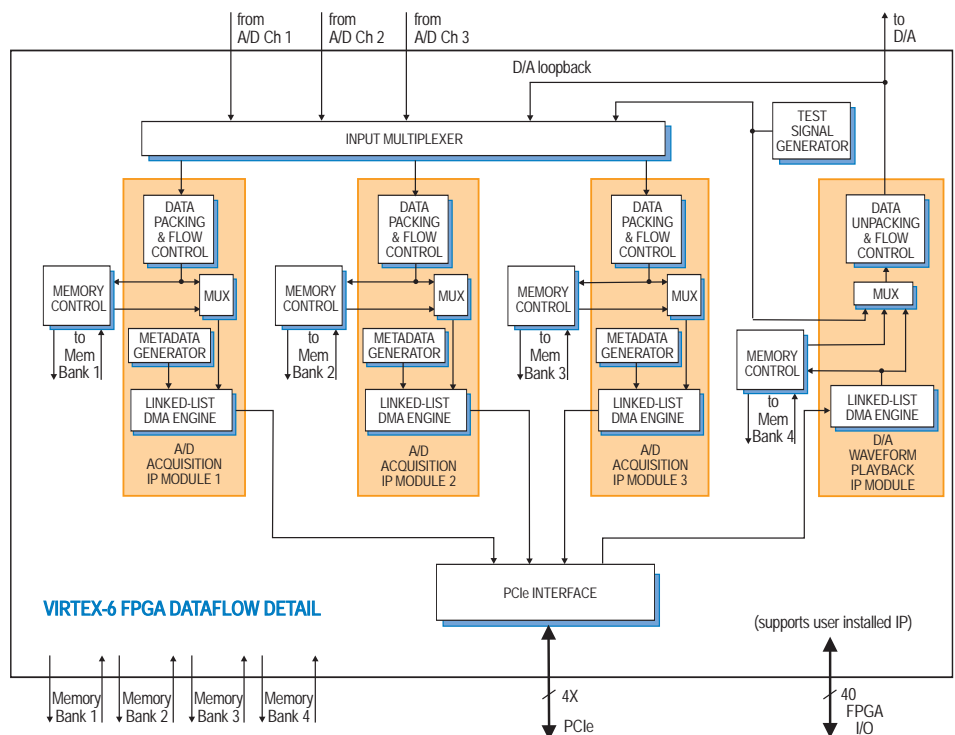 from
A/D Ch 1
from
A/D Ch 2
from
A/D Ch 3
to
D/A
D/A loopback
INPUT MULTIPLEXER
TEST
SIGNAL
GENERATOR
DATA
PACKING
& FLOW
CONTROL
MEMORY
CONTROL
MUX
to
Mem
Bank 1
METADATA
GENERATOR
LINKED-LIST
DMA ENGINE
A/D
ACQUISITION
IP MODULE 1
DATA
PACKING
& FLOW
CONTROL
MEMORY
CONTROL
MUX
to
Mem
Bank 2
METADATA
GENERATOR
LINKED-LIST
DMA ENGINE
A/D
ACQUISITION
IP MODULE 2
DATA
PACKING
& FLOW
CONTROL
MEMORY
CONTROL
MUX
to
Mem
Bank 3
METADATA
GENERATOR
LINKED-LIST
DMA ENGINE
A/D
ACQUISITION
IP MODULE 3
DATA
UNPACKING
& FLOW
CONTROL
MUX
MEMORY
CONTROL
to
Mem
Bank 4
LINKED-LIST
DMA ENGINE
D/A
WAVEFORM
PLAYBACK
IP MODULE
PCIe INTERFACE
VIRTEX-6 FPGA DATAFLOW DETAIL
(supports user installed IP)
Memory
Bank 1
Memory
Bank 2
Memory
Bank 3
Memory
Bank 4
4X
PCIe
40
FPGA
I/O